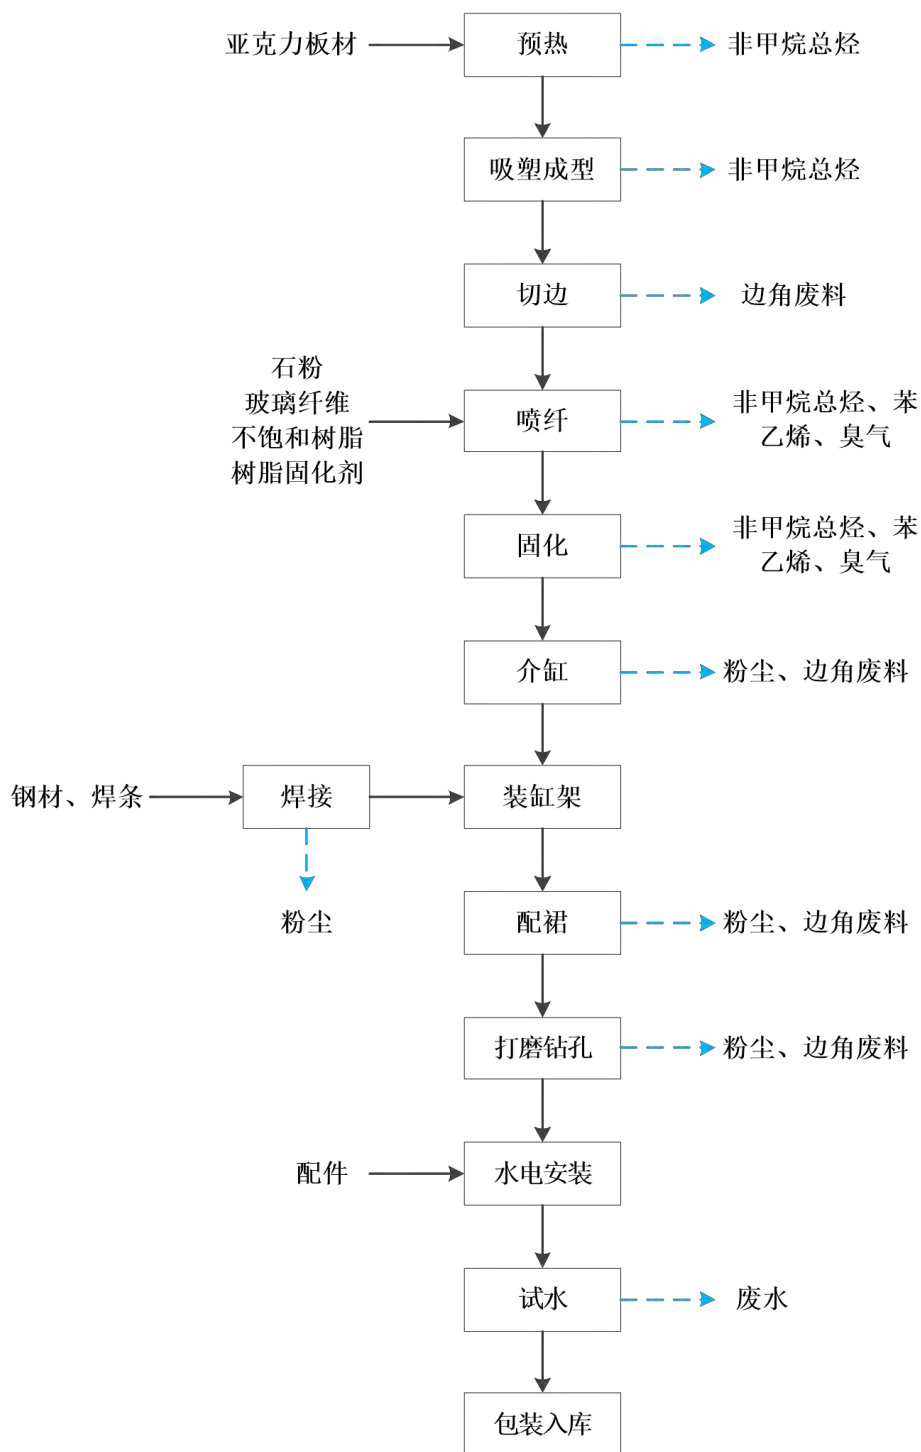 亚克力板材
预热
非甲烷总烃
吸塑成型
非甲烷总烃
切边
边角废料
石粉
玻璃纤维
不饱和树脂
树脂固化剂
喷纤
非甲烷总烃、苯
乙烯、臭气
固化
非甲烷总烃、苯
乙烯、臭气
介缸
粉尘、边角废料
钢材、焊条
焊接
装缸架
粉尘
配裙
粉尘、边角废料
打磨钻孔
粉尘、边角废料
配件
水电安装
试水
废水
包装入库